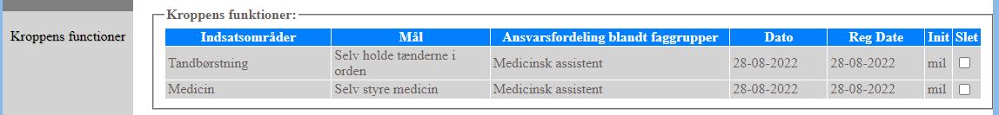 Kroppens functioner
Kroppens funktioner:
Indsatsområder Mål Ansvarsfordeling blandt faggrupper Dato Reg Date Init Slet
Tandbørstning Selv holde tænderne i orden Medicinsk assistent 28-08-2022 28-08-2022 mil
Medicin Selv styre medicin Medicinsk assistent 28-08-2022 28-08-2022 mil